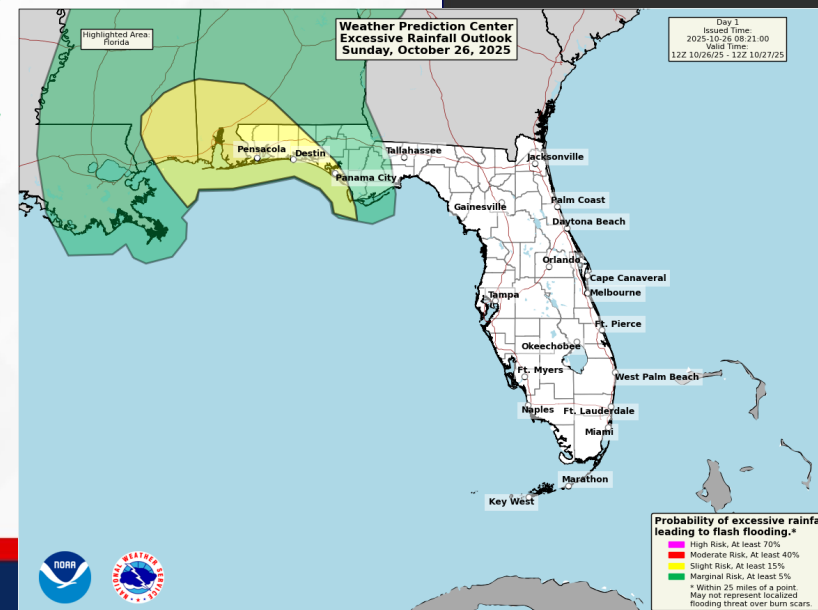 Highlighted Area:
Florida
Weather Prediction Center
Excessive Rainfall Outlook
Sunday, October 26, 2025
Day 1
Issued Time:
2025-10-26 08:21:00
Valid Time:
12Z 10/26/25 - 12Z 10/27/25
Pensacola
Destin
Panama City
Tallahassee
Jacksonville
Gainesville
Palm Coast
Daytona Beach
Orlando
Cape Canaveral
Melbourne
Tampa
Ft. Pierce
Okeechobee
Ft. Myers
West Palm Beach
Naples
Ft. Lauderdale
Miami
Marathon
Key West
Probability of excessive rainfa
leading to flash flooding.*
High Risk, At least 70%
Moderate Risk, At least 40%
Slight Risk, At least 15%
Marginal Risk, At least 5%
* Within 25 miles of a point.
May not represent localized
flooding threat over burn scars.
NOAA
NATIONAL WEATHER SERVICE